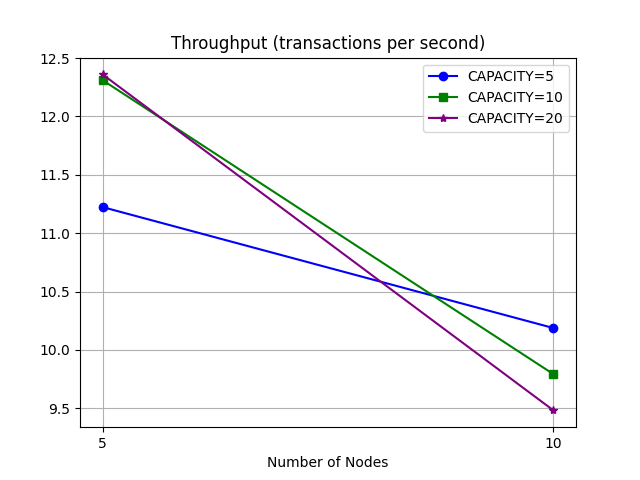 Throughput (transactions per second)
12.5
12.0
11.5
11.0
10.5
10.0
9.5
CAPACITY=5
CAPACITY=10
CAPACITY=20
5
10
Number of Nodes